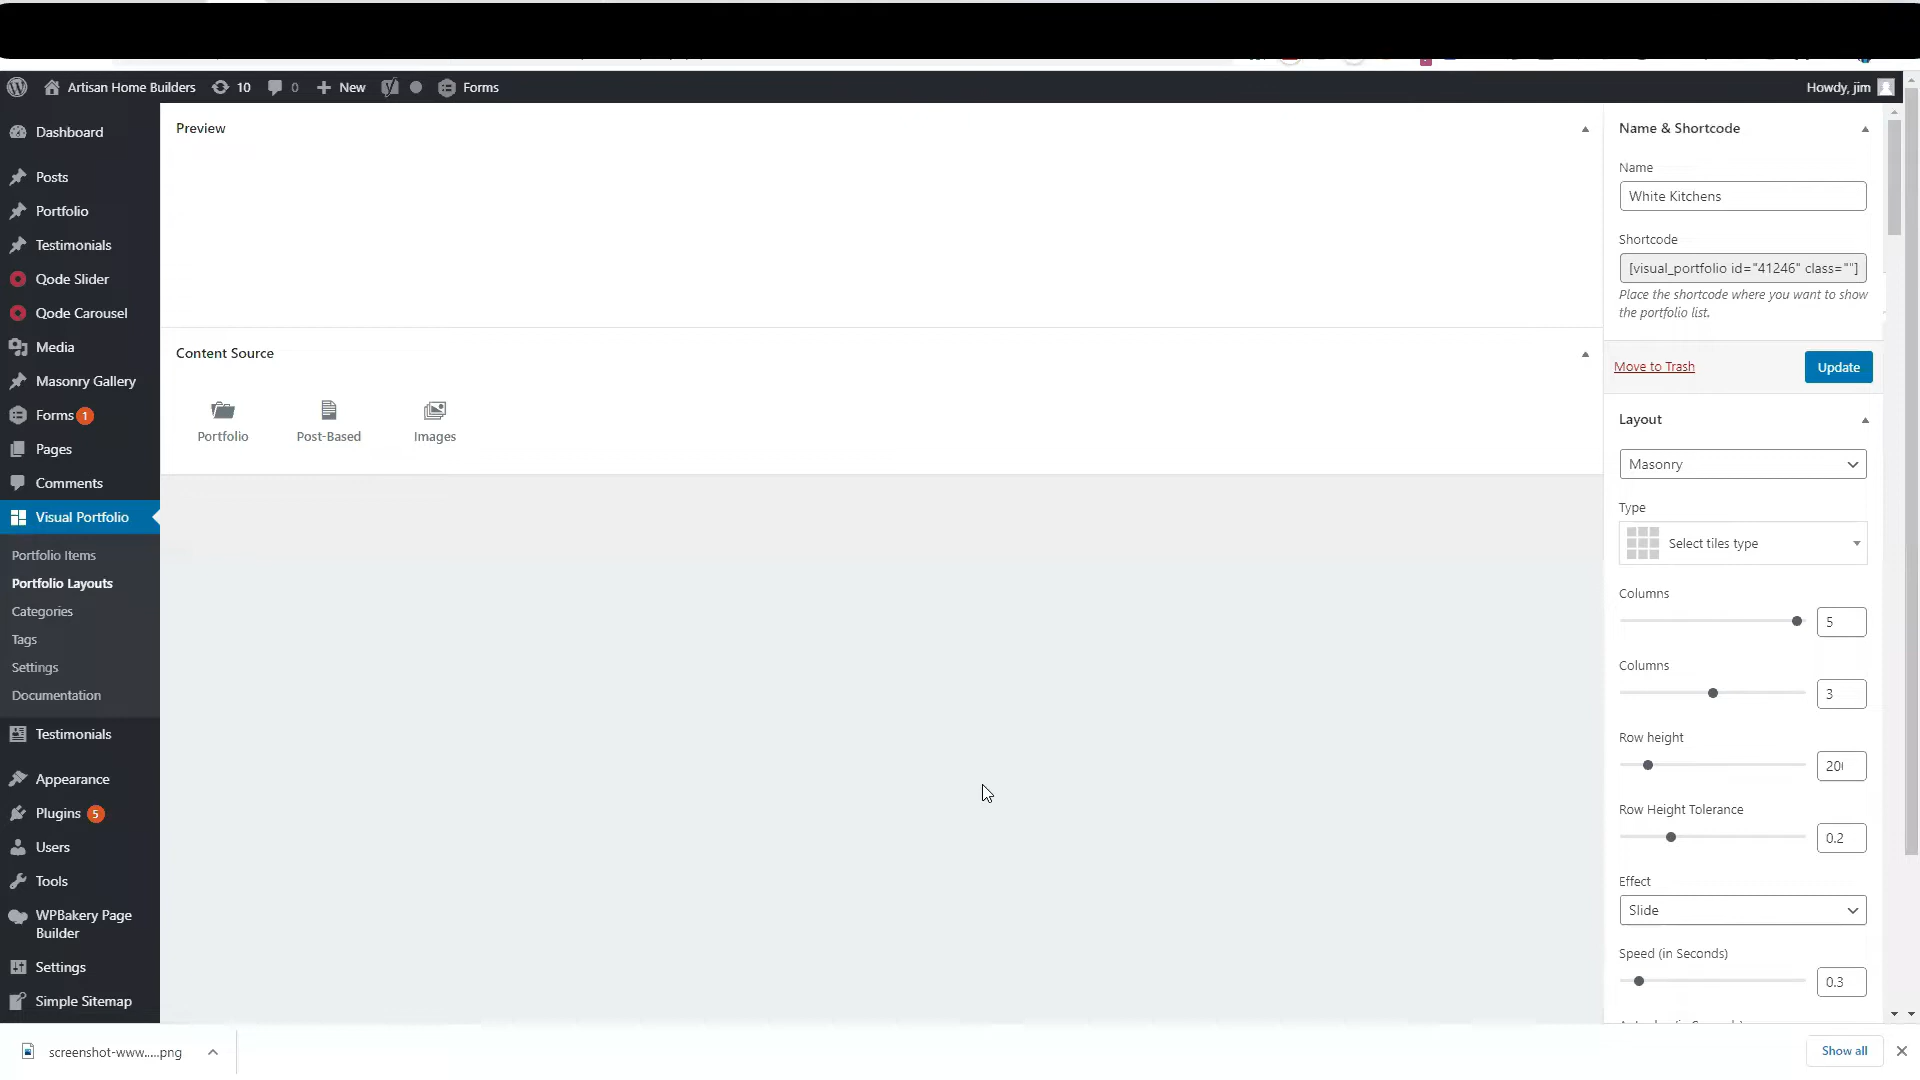 Artisan Home Builders
10
0
New
Forms
Howdy, jim
Dashboard
Posts
Portfolio
Testimonials
Qode Slider
Qode Carousel
Media
Masonry Gallery
Forms 1
Pages
Comments
Visual Portfolio
Portfolio Items
Portfolio Layouts
Categories
Tags
Settings
Documentation
Testimonials
Appearance
Plugins 5
Users
Tools
WPBakery Page
Builder
Settings
Simple Sitemap
Preview
Content Source
Portfolio
Post-Based
Images
Name & Shortcode
Name
White Kitchens
Shortcode
[visual_portfolio id="41246" class=""]
Place the shortcode where you want to show
the portfolio list.
Move to Trash
Update
Layout
Masonry
Type
Select tiles type
Columns
5
Columns
3
Row height
Row Height Tolerance
0.2
Effect
Slide
Speed (in Seconds)
0.3
screenshot-www.....png
Show all